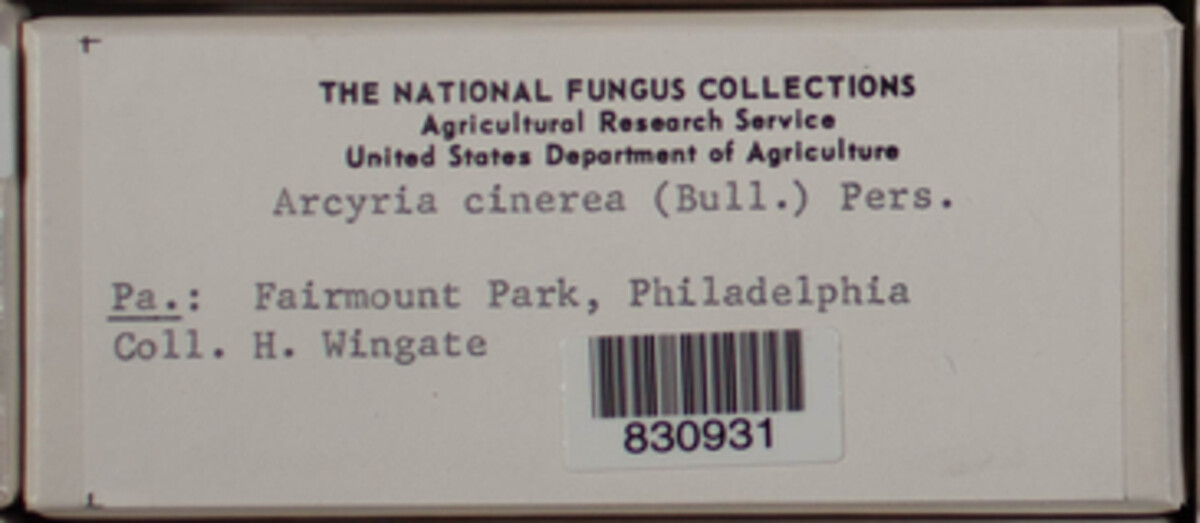 THE NATIONAL FUNGUS COLLECTIONS
Agricultural Research Service
United States Department of Agriculture
Arcyria cinerea (Bull.) Pers.
Pa.: Fairmount Park, Philadelphia
Coll. H. Wingate
830931